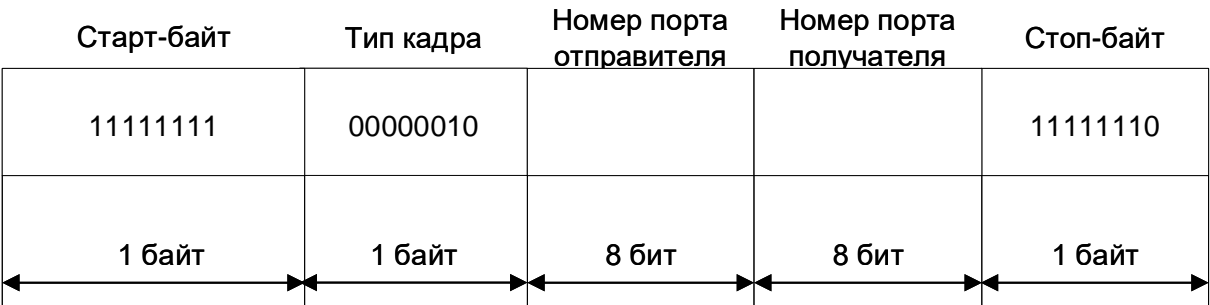 Старт-байт
Тип кадра
Номер порта
отправителя
Номер порта
получателя
Стоп-байт
11111111
00000010
11111110
1 байт
1 байт
8 бит
8 бит
1 байт